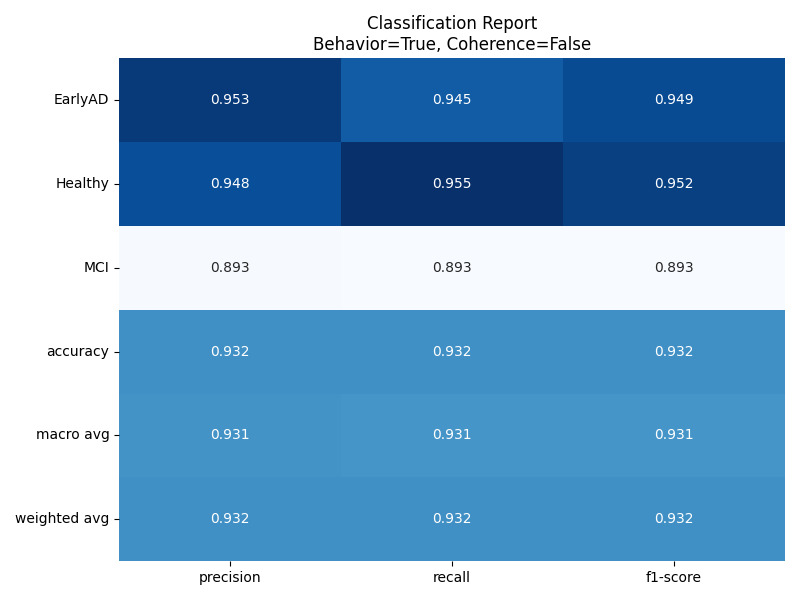 Classification Report
Behavior=True, Coherence=False
EarlyAD 0.953 0.945 0.949
Healthy 0.948 0.955 0.952
MCI 0.893 0.893 0.893
accuracy 0.932 0.932 0.932
macro avg 0.931 0.931 0.931
weighted avg 0.932 0.932 0.932
precision recall f1-score